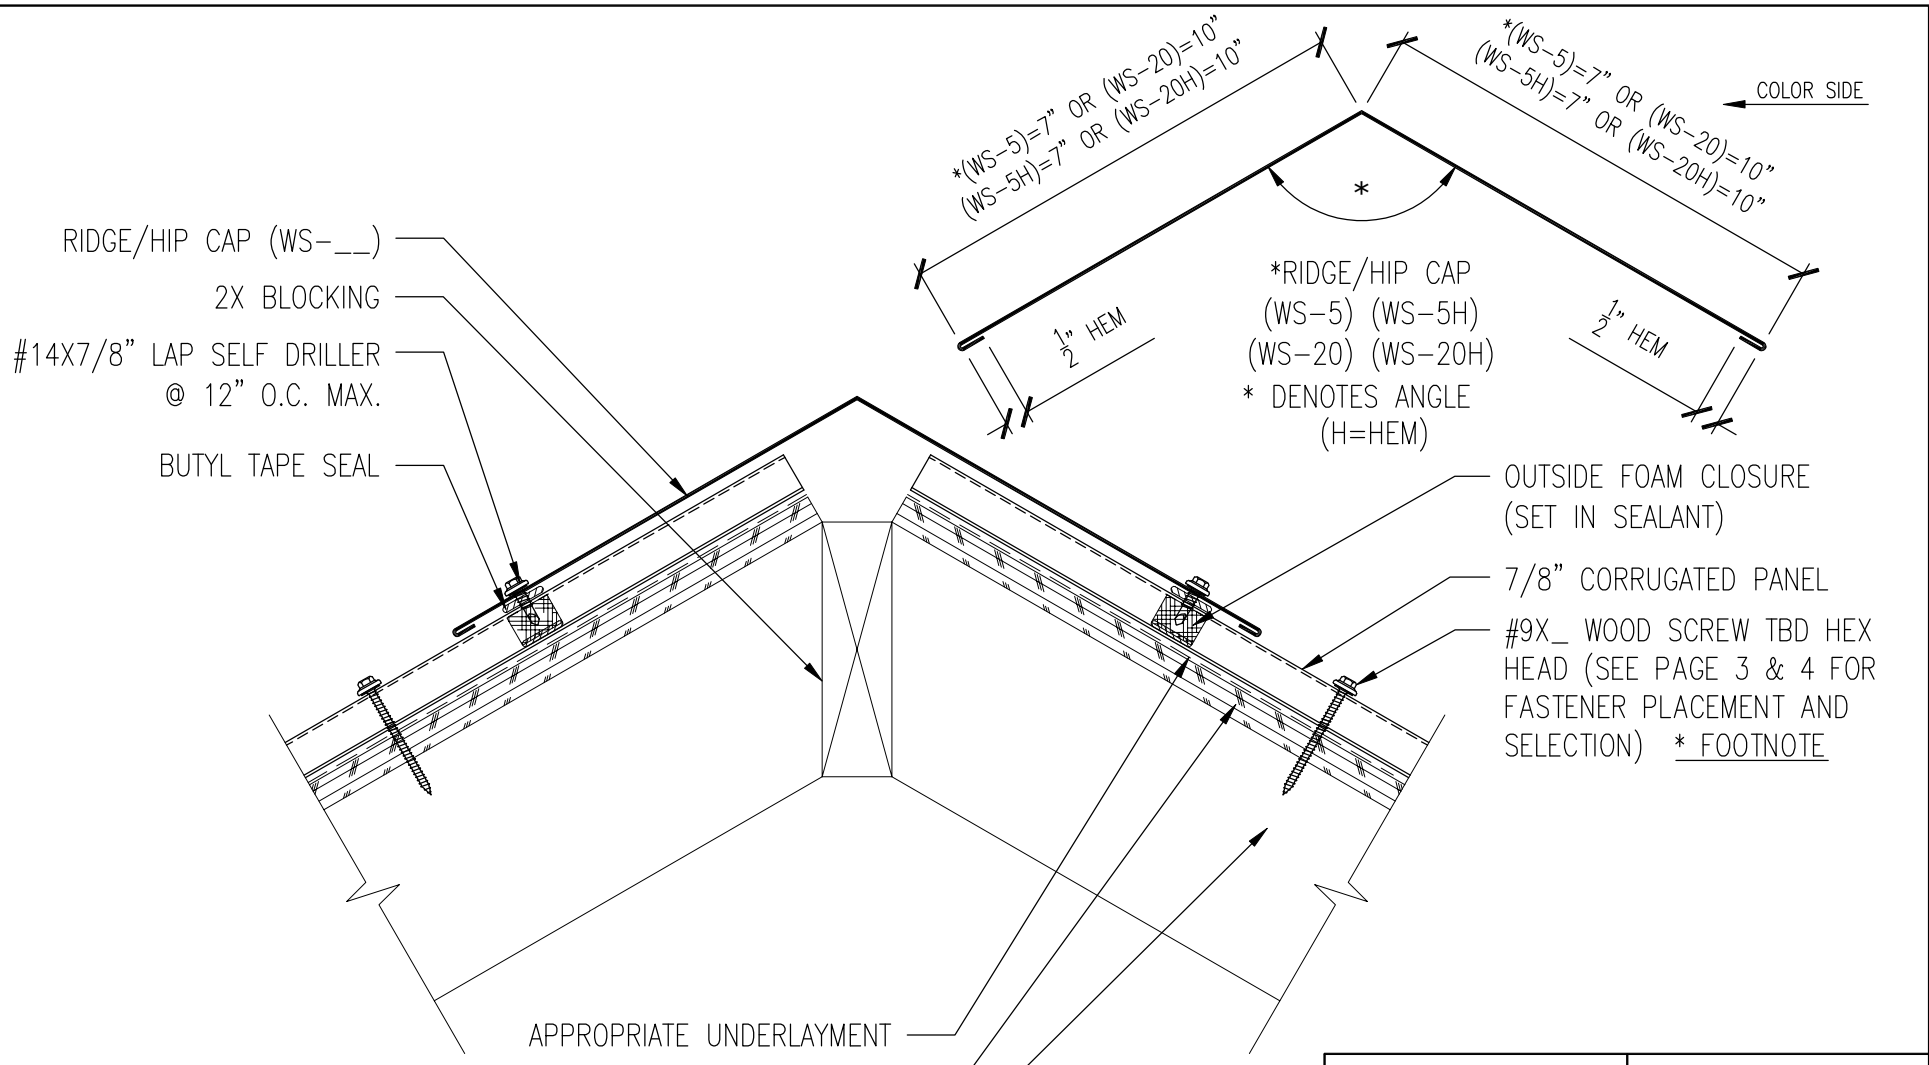 *(WS-5)=7" OR (WS-20)=10"
(WS-5H)=7" OR (WS-20H)=10"
*(WS-5)=7" OR (WS-20)=10"
(WS-5H)=7" OR (WS-20H)=10"
COLOR SIDE
*
1/2" HEM
1/2" HEM
*RIDGE/HIP CAP
(WS-5) (WS-5H)
(WS-20) (WS-20H)
* DENOTES ANGLE
(H=HEM)
RIDGE/HIP CAP (WS-__)
2X BLOCKING
#14X7/8" LAP SELF DRILLER
@ 12" O.C. MAX.
BUTYL TAPE SEAL
OUTSIDE FOAM CLOSURE
(SET IN SEALANT)
7/8" CORRUGATED PANEL
#9X_ WOOD SCREW TBD HEX
HEAD (SEE PAGE 3 & 4 FOR
FASTENER PLACEMENT AND
SELECTION) * FOOTNOTE
APPROPRIATE UNDERLAYMENT